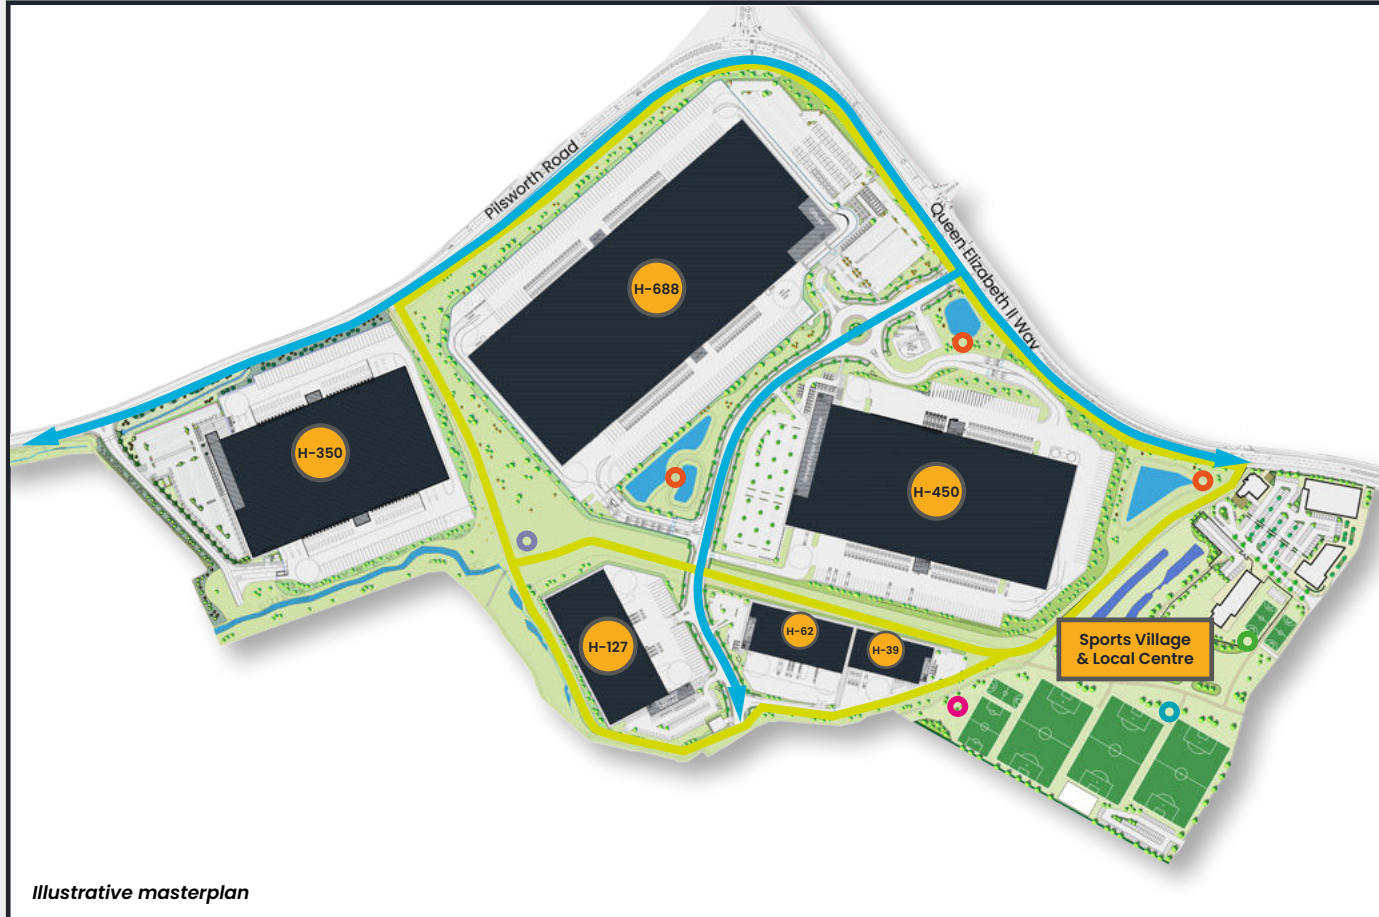 Pilsworth Road
Queen Elizabeth II Way
H-688
H-350
H-450
H-127
H-62
H-39
Sports Village
& Local Centre
Illustrative masterplan